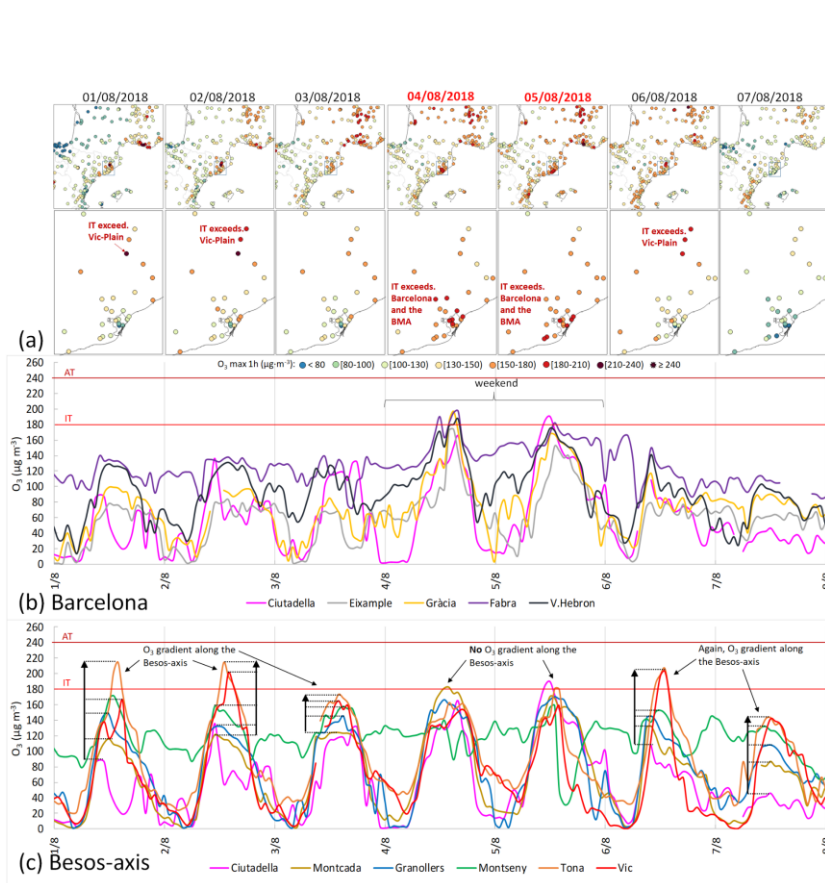 01/08/2018 02/08/2018 03/08/2018 04/08/2018 05/08/2018 06/08/2018 07/08/2018
IT exceed.
Vic-Plain
IT exceeds.
Vic-Plain
IT exceeds.
Barcelona
and the
BMA
IT exceeds.
Barcelona
and the
BMA
IT exceeds.
Vic-Plain
(a)
O₃ max 1h (µg·m⁻³): < 80 [80-100) [100-130) [130-150) [150-180) [180-210) [210-240) ≥ 240
260
240
220
200
180
160
140
120
100
80
60
40
20
0
O₃ (µg m⁻³)
AT
IT
weekend
1/8 2/8 3/8 4/8 5/8 6/8 7/8 8/8
(b) Barcelona
Ciutadella Eixample Gràcia Fabra V.Hebron
260
240
220
200
180
160
140
120
100
80
60
40
20
0
O₃ (µg m⁻³)
AT
IT
O₃ gradient along the
Besos-axis
No O₃ gradient along the
Besos-axis
Again, O₃ gradient along
the Besos-axis
1/8 2/8 3/8 4/8 5/8 6/8 7/8 8/8
(c) Besos-axis
Ciutadella Montcada Granollers Montseny Tona Vic